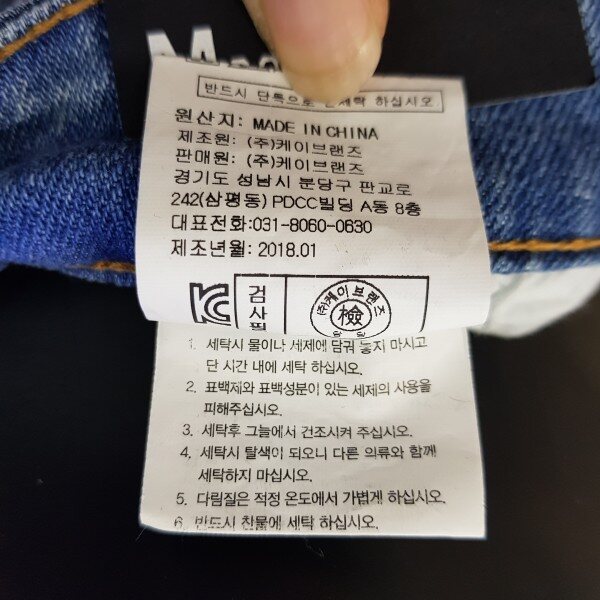 반드시 단독으로 세탁 하십시오
원산지: MADE IN CHINA
제조원: (주)케이브랜즈
판매원: (주)케이브랜즈
경기도 성남시 분당구 판교로
242(삼평동) PDCC빌딩 A동 8층
대표전화:031-8060-0630
제조년월: 2018.01
검사필
(주)케이브랜즈
檢
1. 세탁시 물이나 세제에 담궈 놓지 마시고
단 시간 내에 세탁 하십시오.
2. 표백제와 표백성분이 있는 세제의 사용을
피해주십시오.
3. 세탁후 그늘에서 건조시켜 주십시오.
4. 세탁시 탈색이 되오니 다른 의류와 함께
세탁하지 마십시오.
5. 다림질은 적정 온도에서 가볍게 하십시오.
6. 반드시 찬물에 세탁 하십시오.